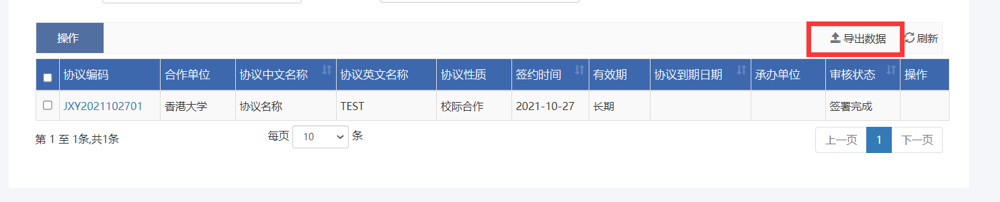 操作 导出数据 刷新
协议编码 合作单位 协议中文名称 协议英文名称 协议性质 签约时间 有效期 协议到期日期 承办单位 审核状态 操作
JXY2021102701 香港大学 协议名称 TEST 校际合作 2021-10-27 长期 签署完成
第 1 至 1条,共1条 每页 10 条 上一页 1 下一页